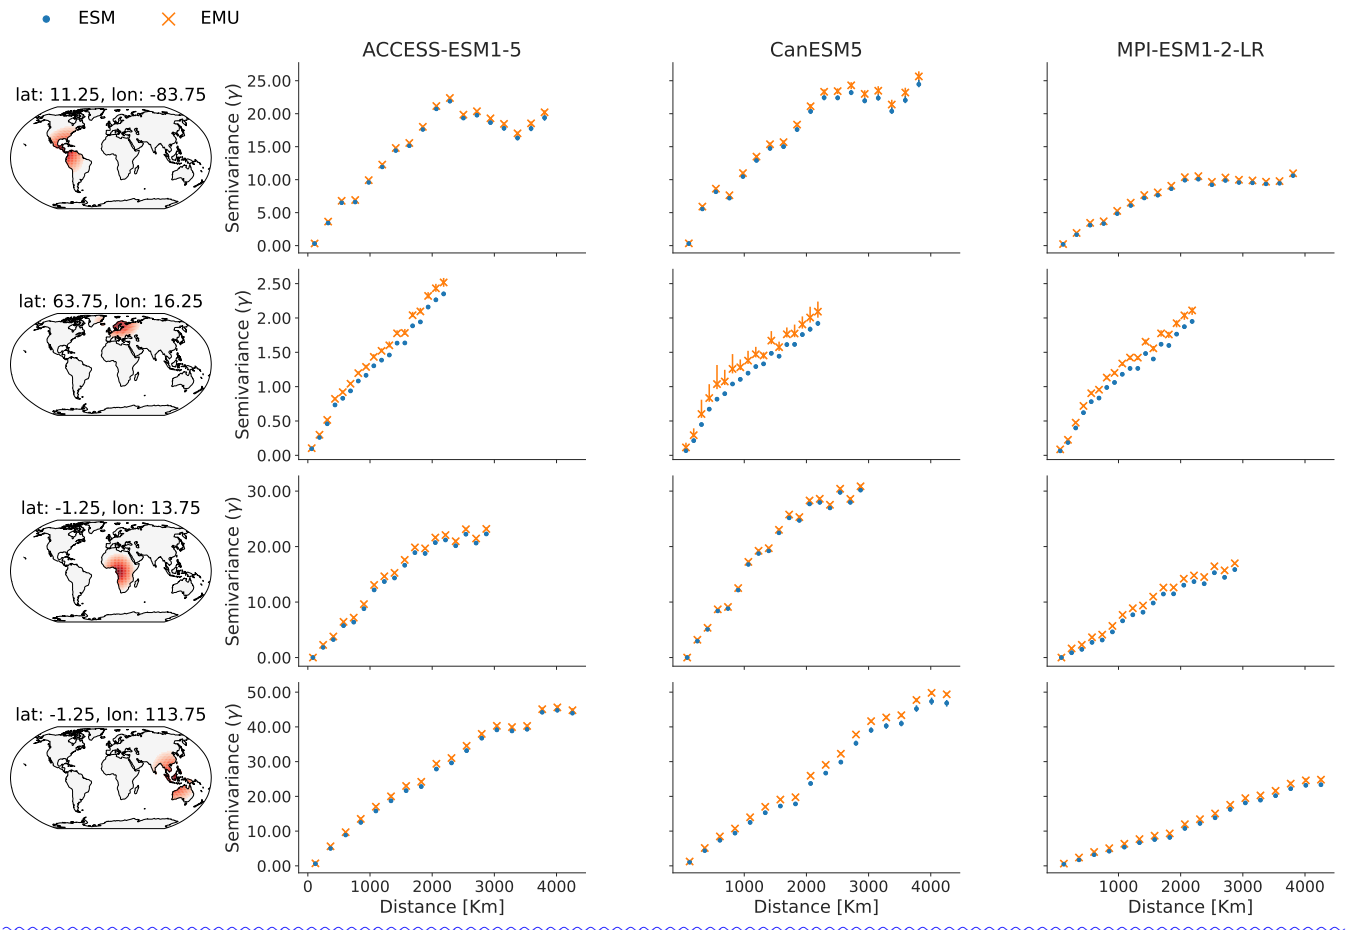 ESM EMU
ACCESS-ESM1-5 CanESM5 MPI-ESM1-2-LR
lat: 11.25, lon: -83.75
Semivariance (γ)
25.00
20.00
15.00
10.00
5.00
0.00
lat: 63.75, lon: 16.25
Semivariance (γ)
2.50
2.00
1.50
1.00
0.50
0.00
lat: -1.25, lon: 13.75
Semivariance (γ)
30.00
20.00
10.00
0.00
lat: -1.25, lon: 113.75
Semivariance (γ)
50.00
40.00
30.00
20.00
10.00
0.00
0 1000 2000 3000 4000 1000 2000 3000 4000 1000 2000 3000 4000
Distance [Km] Distance [Km] Distance [Km]